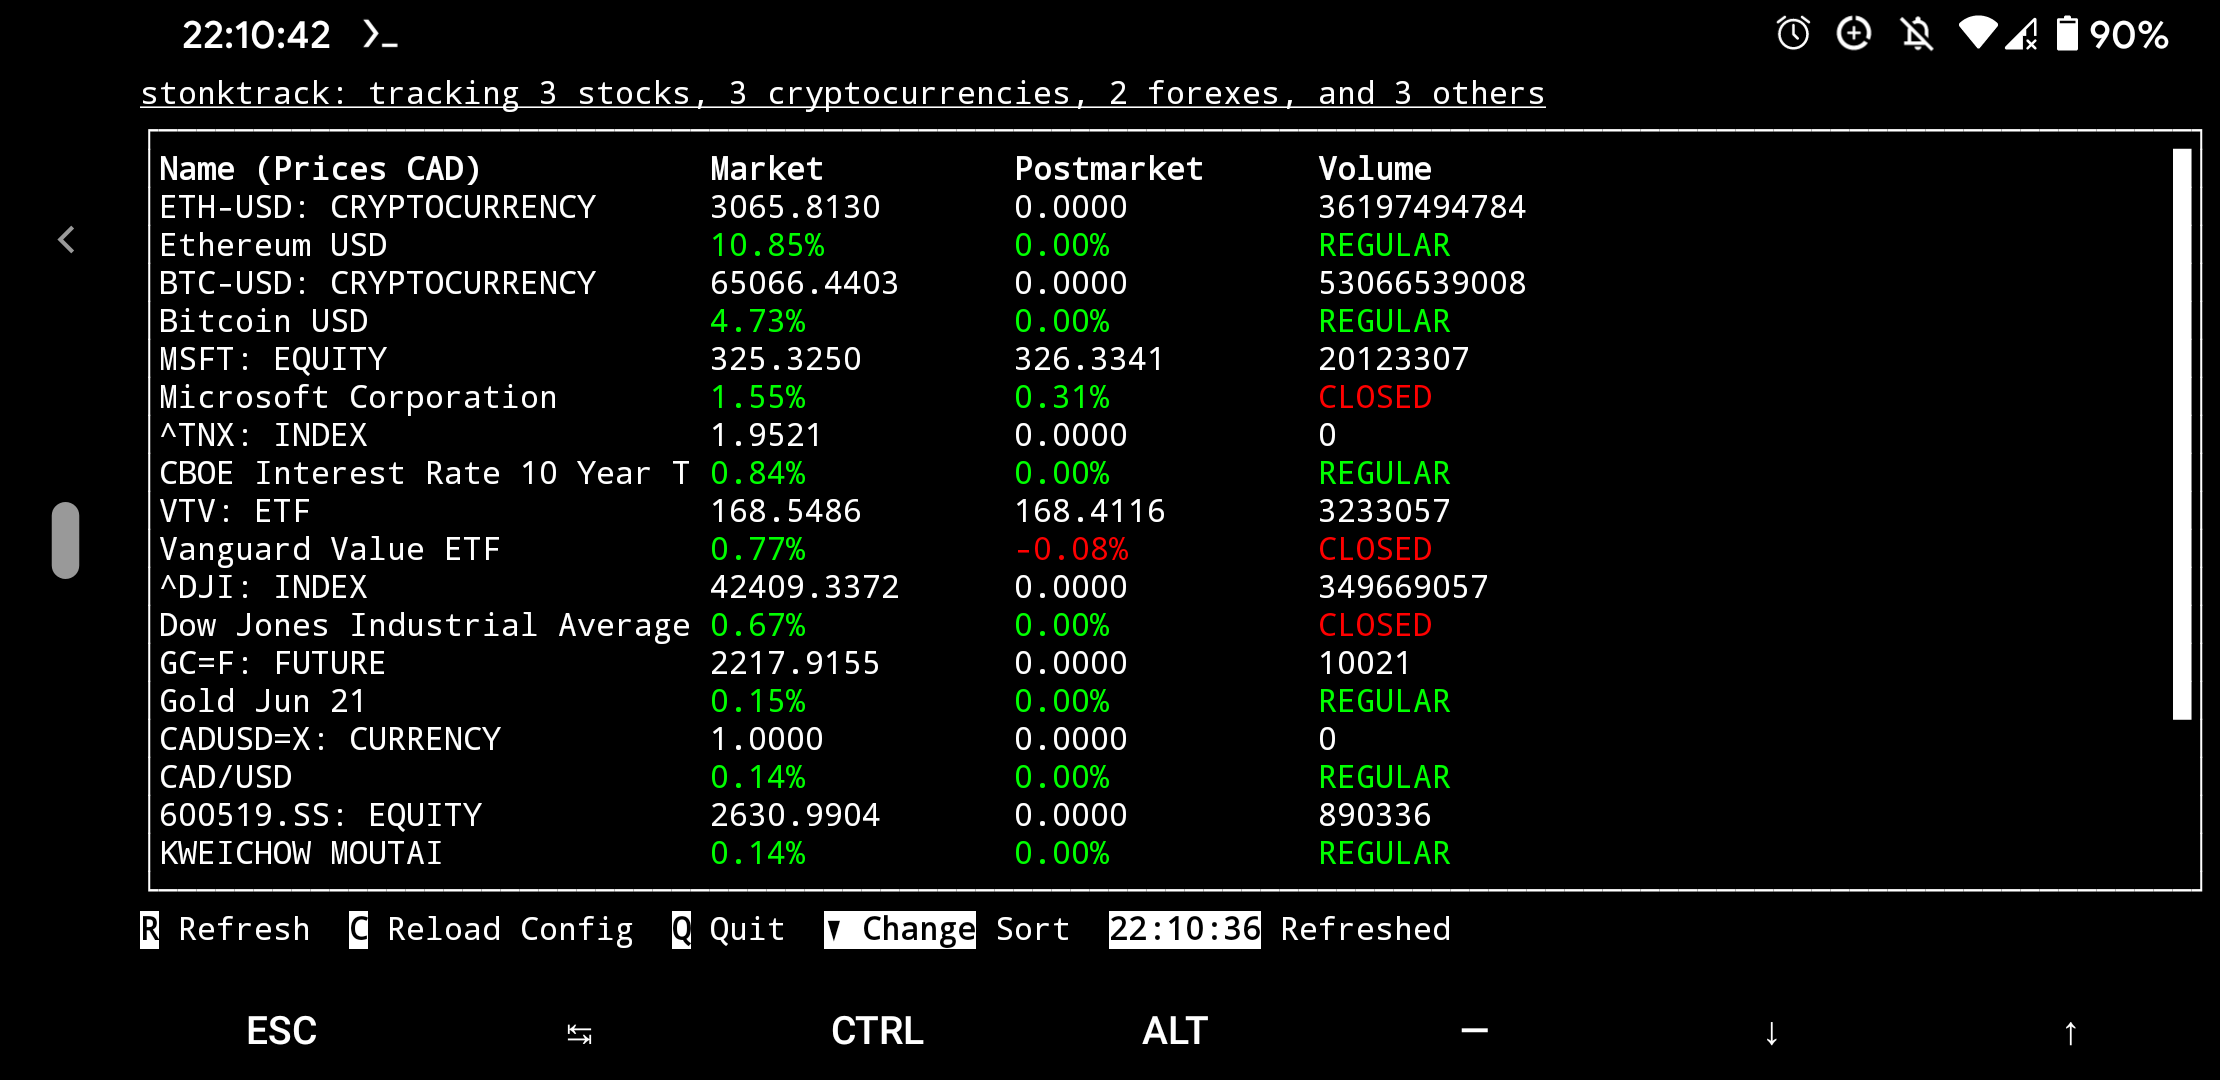 22:10:42 90%
stonktrack: tracking 3 stocks, 3 cryptocurrencies, 2 forexes, and 3 others
Name (Prices CAD) Market Postmarket Volume
ETH-USD: CRYPTOCURRENCY 3065.8130 0.0000 36197494784
Ethereum USD 10.85% 0.00% REGULAR
BTC-USD: CRYPTOCURRENCY 65066.4403 0.0000 53066539008
Bitcoin USD 4.73% 0.00% REGULAR
MSFT: EQUITY 325.3250 326.3341 20123307
Microsoft Corporation 1.55% 0.31% CLOSED
^TNX: INDEX 1.9521 0.0000 0
CBOE Interest Rate 10 Year T 0.84% 0.00% REGULAR
VTV: ETF 168.5486 168.4116 3233057
Vanguard Value ETF 0.77% -0.08% CLOSED
^DJI: INDEX 42409.3372 0.0000 349669057
Dow Jones Industrial Average 0.67% 0.00% CLOSED
GC=F: FUTURE 2217.9155 0.0000 10021
Gold Jun 21 0.15% 0.00% REGULAR
CADUSD=X: CURRENCY 1.0000 0.0000 0
CAD/USD 0.14% 0.00% REGULAR
600519.SS: EQUITY 2630.9904 0.0000 890336
KWEICHOW MOUTAI 0.14% 0.00% REGULAR
R Refresh C Reload Config Q Quit ▼ Change Sort 22:10:36 Refreshed
ESC ↹ CTRL ALT — ↓ ↑